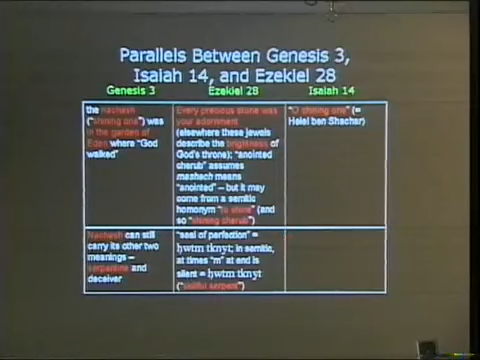 Parallels Between Genesis 3,
Isaiah 14, and Ezekiel 28
Genesis 3
Ezekiel 28
Isaiah 14
the nachash
("shining one") was
in the garden of
Eden where "God
walked"
Every precious stone was
your adornment
(elsewhere these jewels
describe the brightness of
God's throne); "anointed
cherub" assumes
mashach means
"anointed" – but it may
come from a semitic
homonym "to shine" (and
so "shining cherub")
"O shining one" (=
Helel ben Shachar)
Nachash can still
carry its other two
meanings –
serpentine and
deceiver
"seal of perfection" =
ḥwtm tknyt; in semitic,
at times "m" at end is
silent = ḥwtm tknyt
("skillful serpent")